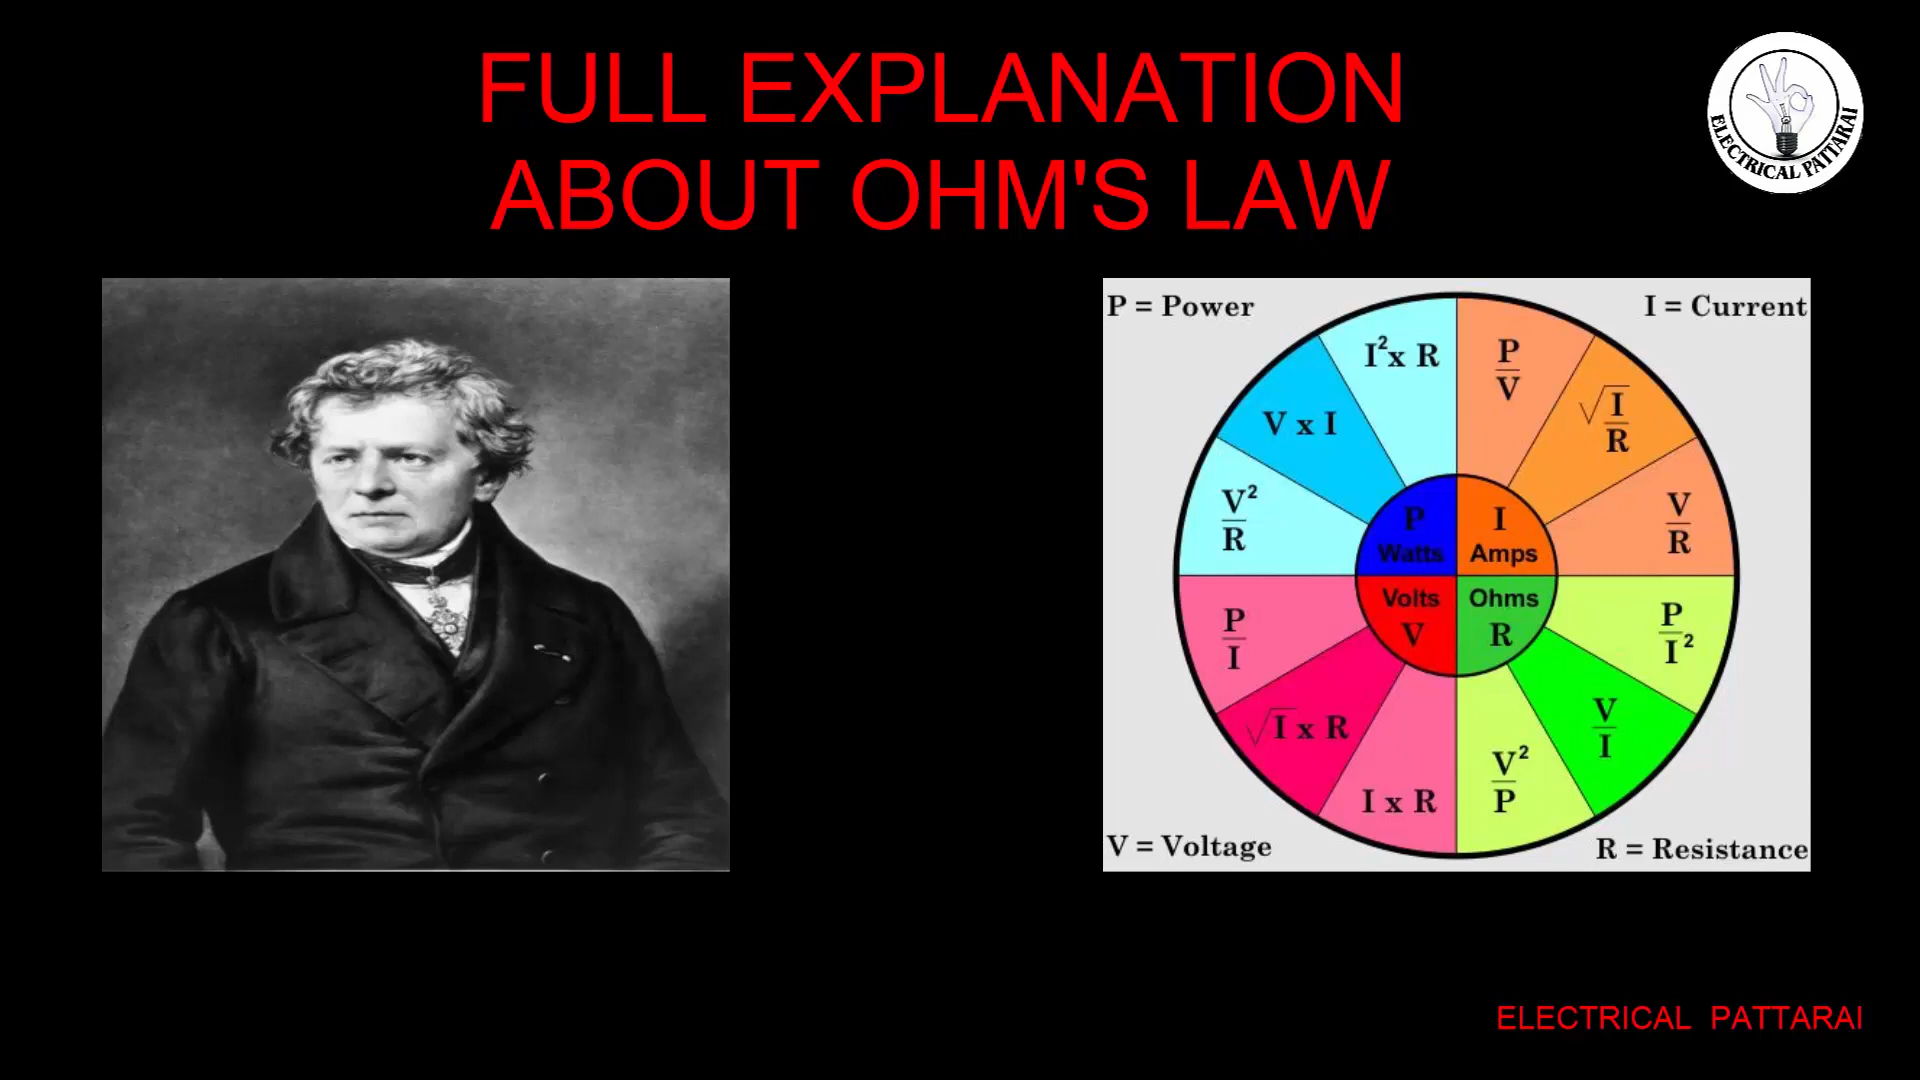 FULL EXPLANATION
ABOUT OHM'S LAW
ELECTRICAL PATTARAI
P = Power
I = Current
I²x R
P
V
√I
R
V x I
V²
R
V
R
P
Watts
I
Amps
Volts
V
Ohms
R
P
I
P
I²
√I x R
V
I
I x R
V²
P
V = Voltage
R = Resistance
ELECTRICAL PATTARAI